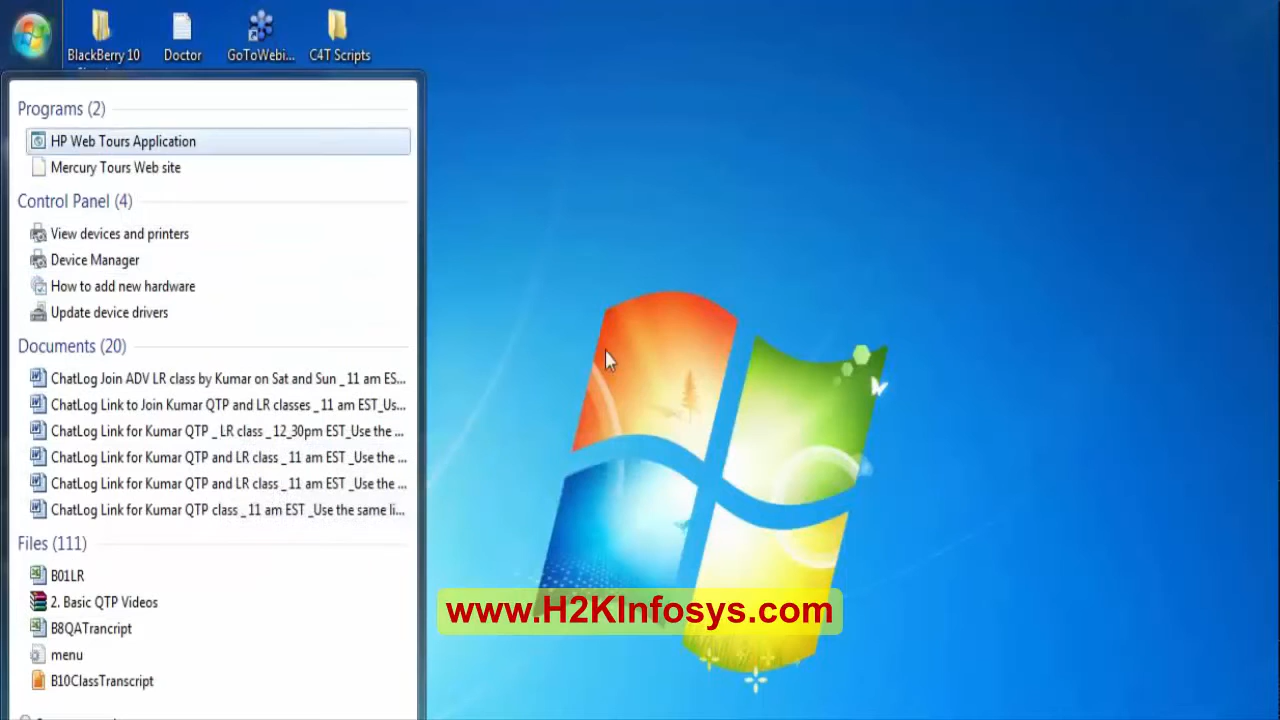 BlackBerry 10
Doctor
GoToWebi...
C4T Scripts
Programs (2)
HP Web Tours Application
Mercury Tours Web site
Control Panel (4)
View devices and printers
Device Manager
How to add new hardware
Update device drivers
Documents (20)
ChatLog Join ADV LR class by Kumar on Sat and Sun _ 11 am ES...
ChatLog Link to Join Kumar QTP and LR classes _ 11 am EST_Us...
ChatLog Link for Kumar QTP _ LR class _ 12_30pm EST_Use the ...
ChatLog Link for Kumar QTP and LR class _ 11 am EST _Use the ...
ChatLog Link for Kumar QTP and LR class _ 11 am EST _Use the ...
ChatLog Link for Kumar QTP class _ 11 am EST _Use the same li...
Files (111)
B01LR
2. Basic QTP Videos
B8QATrancript
menu
B10ClassTranscript
www.H2KInfosys.com